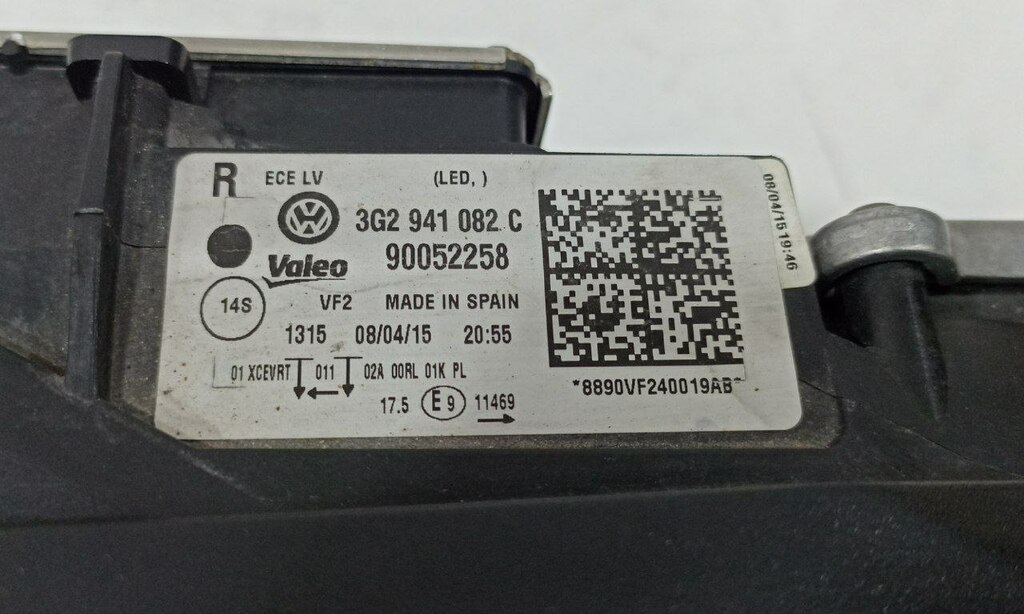 R ECE LV (LED, )
3G2 941 082 C
Valeo 90052258
14S VF2 MADE IN SPAIN
1315 08/04/15 20:55
01 XCEVRT 011 02A 00RL 01K PL
17.5 E9 11469
*8890VF240019AB*
08/04/15 19:46